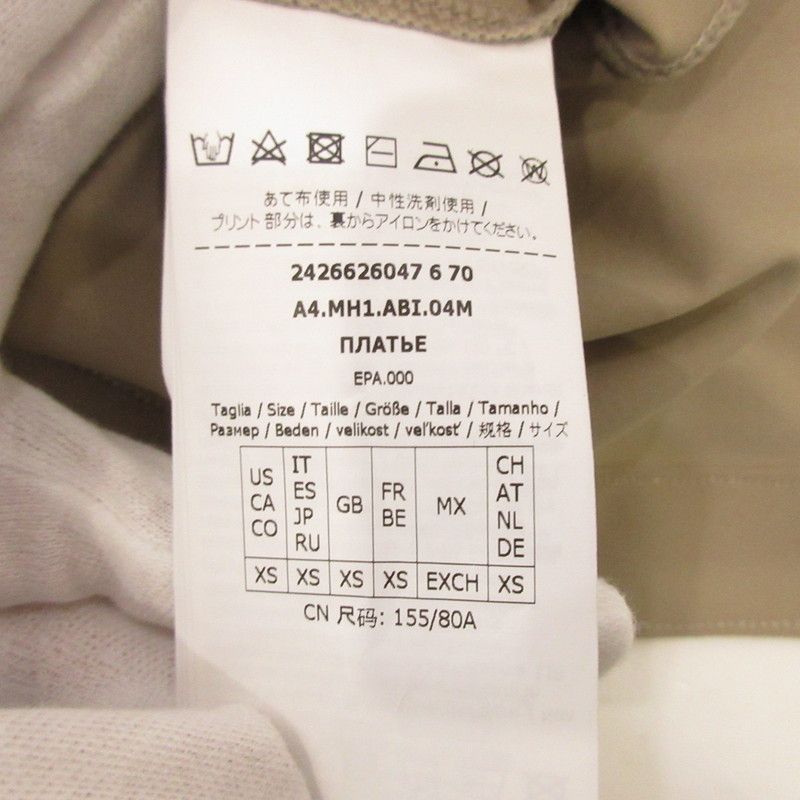 あて布使用 / 中性洗剤使用 /
プリント部分は、裏からアイロンをかけてください。
2426626047 6 70
A4.MH1.ABI.04M
ПЛАТЬЕ
EPA.000
Taglia / Size / Taille / Größe / Talla / Tamanho /
Размер / Beden / velikost / veľkosť / 规格 / サイズ
US CA CO
IT ES JP RU
GB
FR BE
MX
CH AT NL DE
XS XS XS XS EXCH XS
CN 尺码: 155/80A